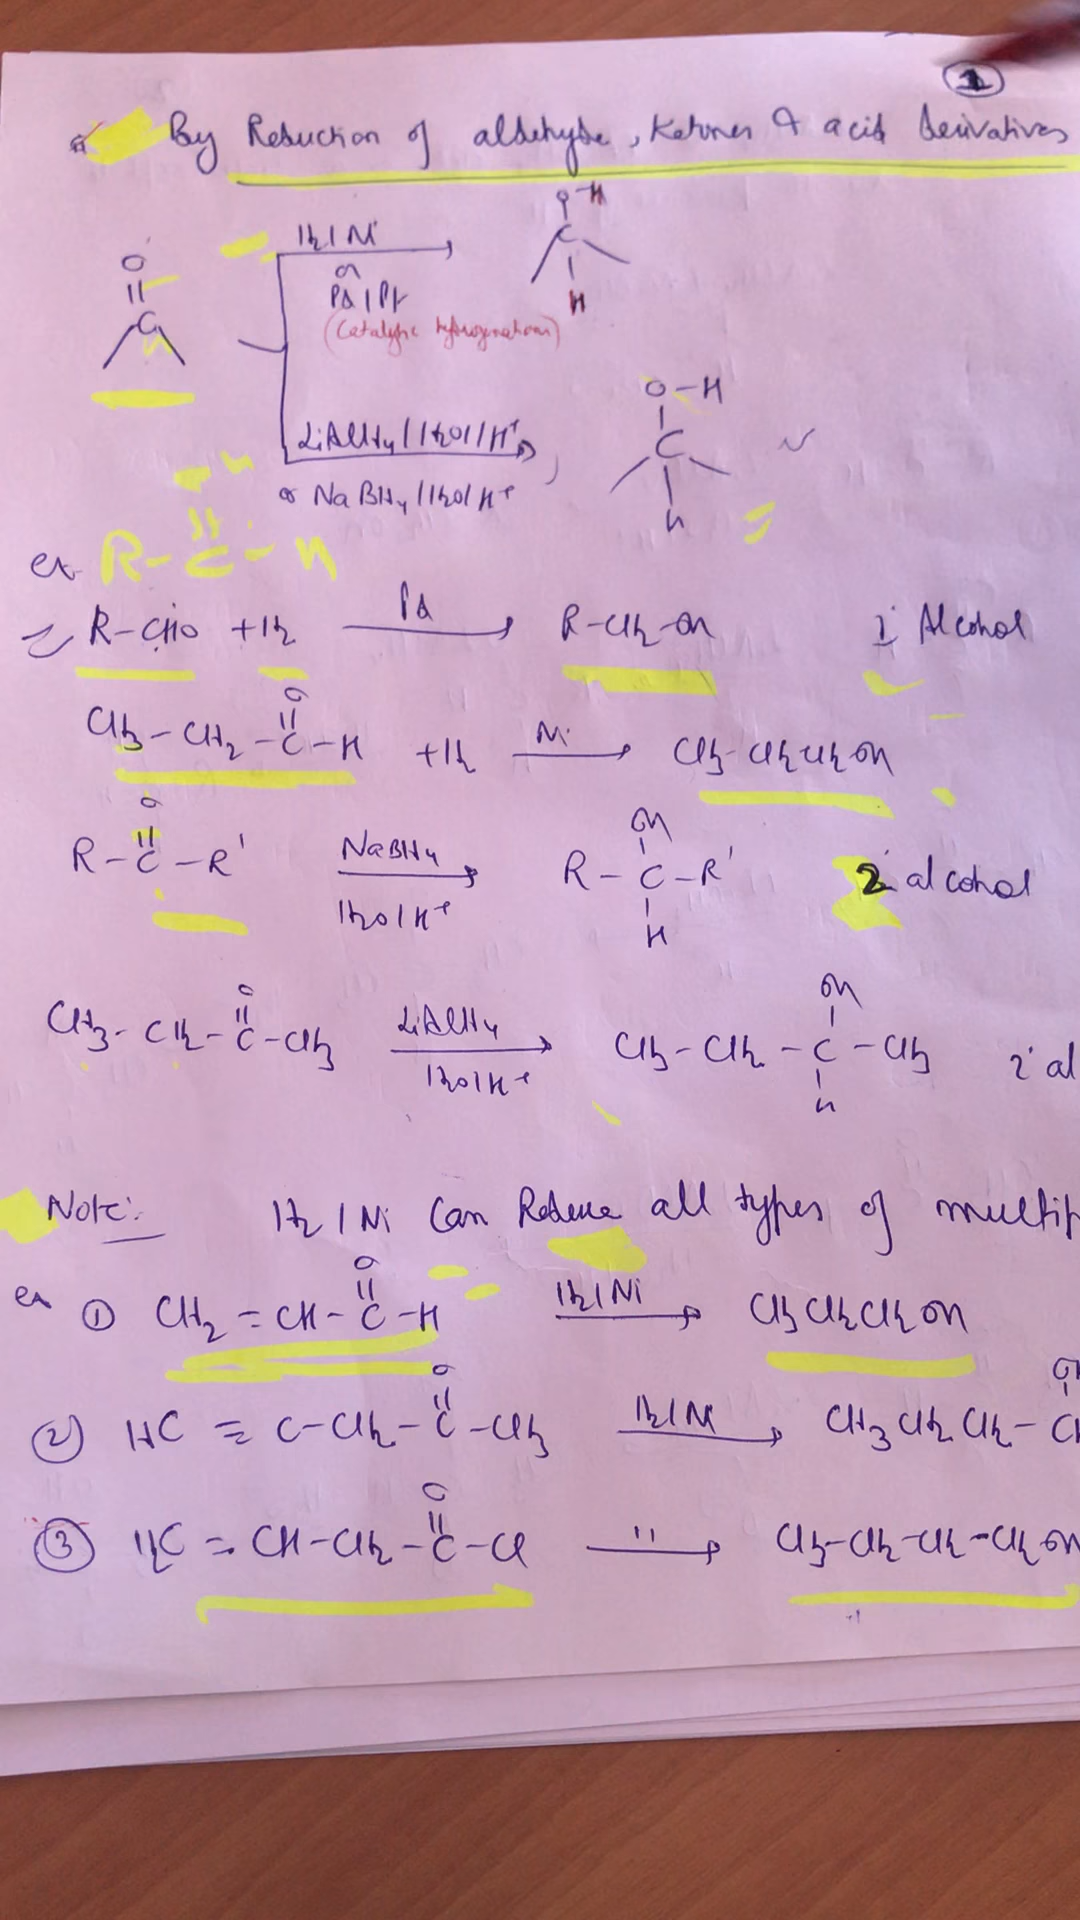 1
By Reduction of aldehyde, Ketones & acid derivatives
O
||
C
H2/Ni
or
Pd/Pt
(Catalytic hydrogenation)
O-H
C
H
LiAlH4/H2O/H+
or NaBH4/H2O/H+
O-H
C
H
ex R-C-H
R-CHO + H2 Pd → R-CH2-OH 1° Alcohol
O
CH3-CH2-C-H + H2 Ni → CH3-CH2CH2OH
O OH
R-C-R' NaBH4 → R-C-R' 2° alcohol
H2O/H+ H
O OH
CH3-CH2-C-CH3 LiAlH4 → CH3-CH2-C-CH3 2° al
H2O/H+ H
Note: H2/Ni Can Reduce all types of multip
O
ex ① CH2=CH-C-H H2/Ni → CH3CH2CH2OH
O OH
② HC≡C-CH2-C-CH3 H2/Ni → CH3CH2CH2-CH
O
③ H2C=CH-CH2-C-Cl " → CH3-CH2-CH2-CH2OH